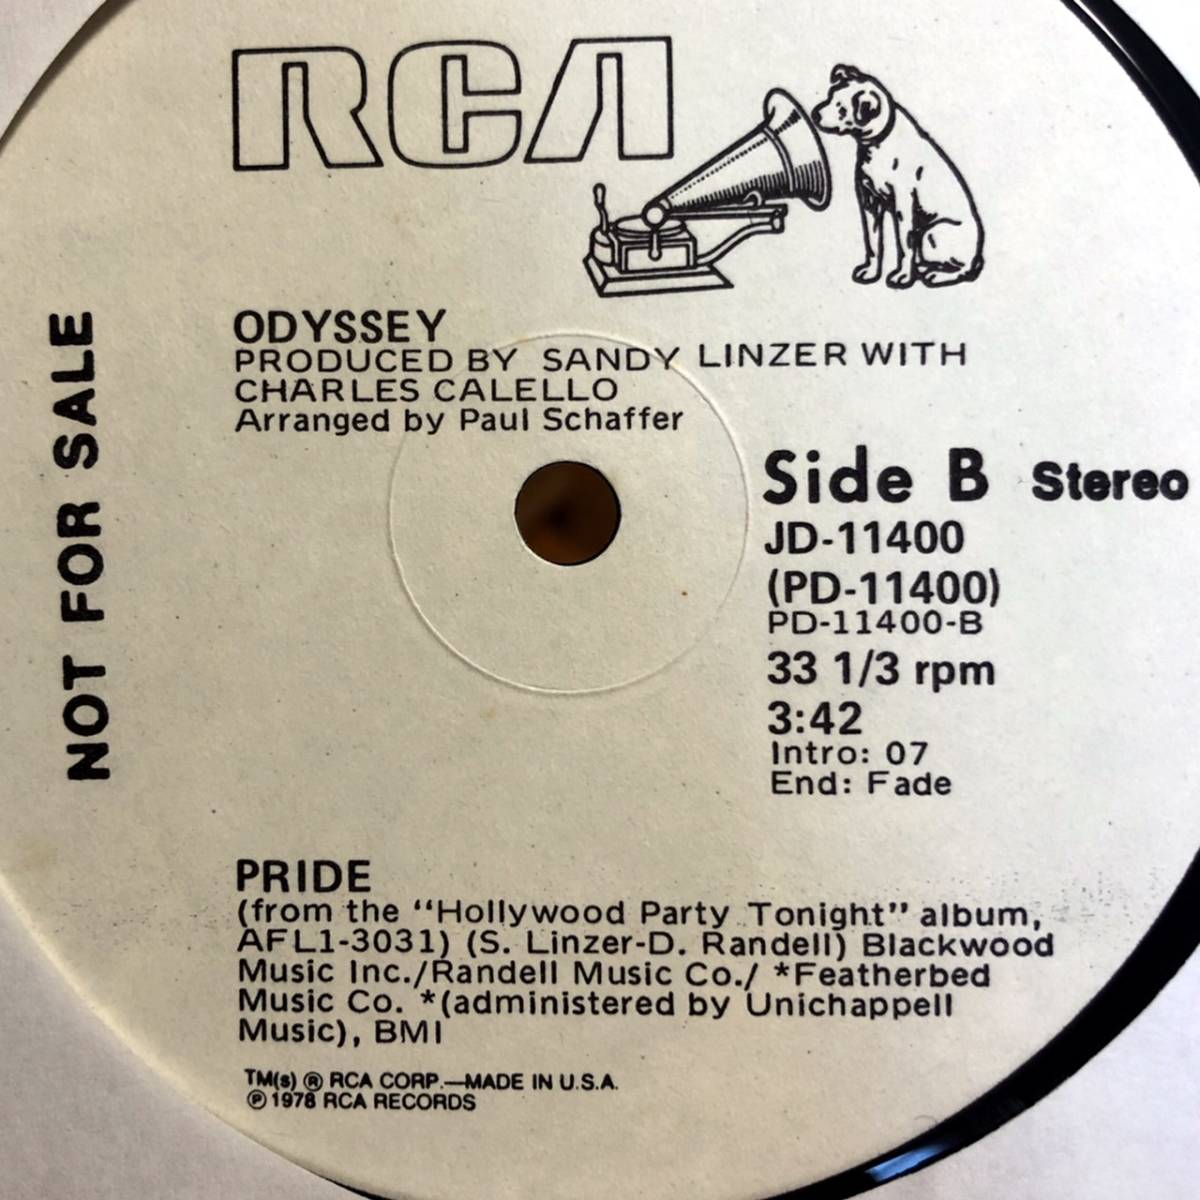 RCA
NOT FOR SALE
ODYSSEY
PRODUCED BY SANDY LINZER WITH
CHARLES CALELLO
Arranged by Paul Schaffer
Side B Stereo
JD-11400
(PD-11400)
PD-11400-B
33 1/3 rpm
3:42
Intro: 07
End: Fade
PRIDE
(from the “Hollywood Party Tonight” album,
AFL1-3031) (S. Linzer-D. Randell) Blackwood
Music Inc./Randell Music Co./ *Featherbed
Music Co. *(administered by Unichappell
Music), BMI
TM(s) ® RCA CORP.—MADE IN U.S.A.
℗ 1978 RCA RECORDS